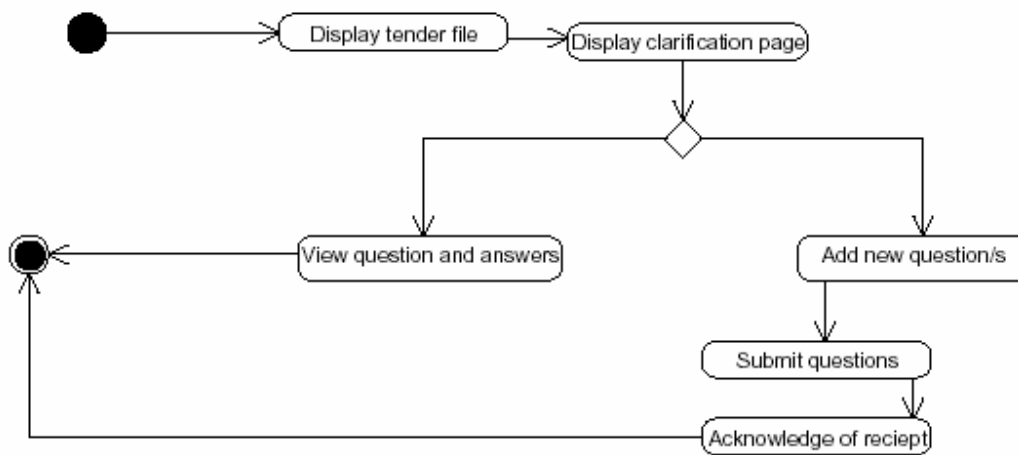 Display tender file
Display clarification page
View question and answers
Add new question/s
Submit questions
Acknowledge of reciept